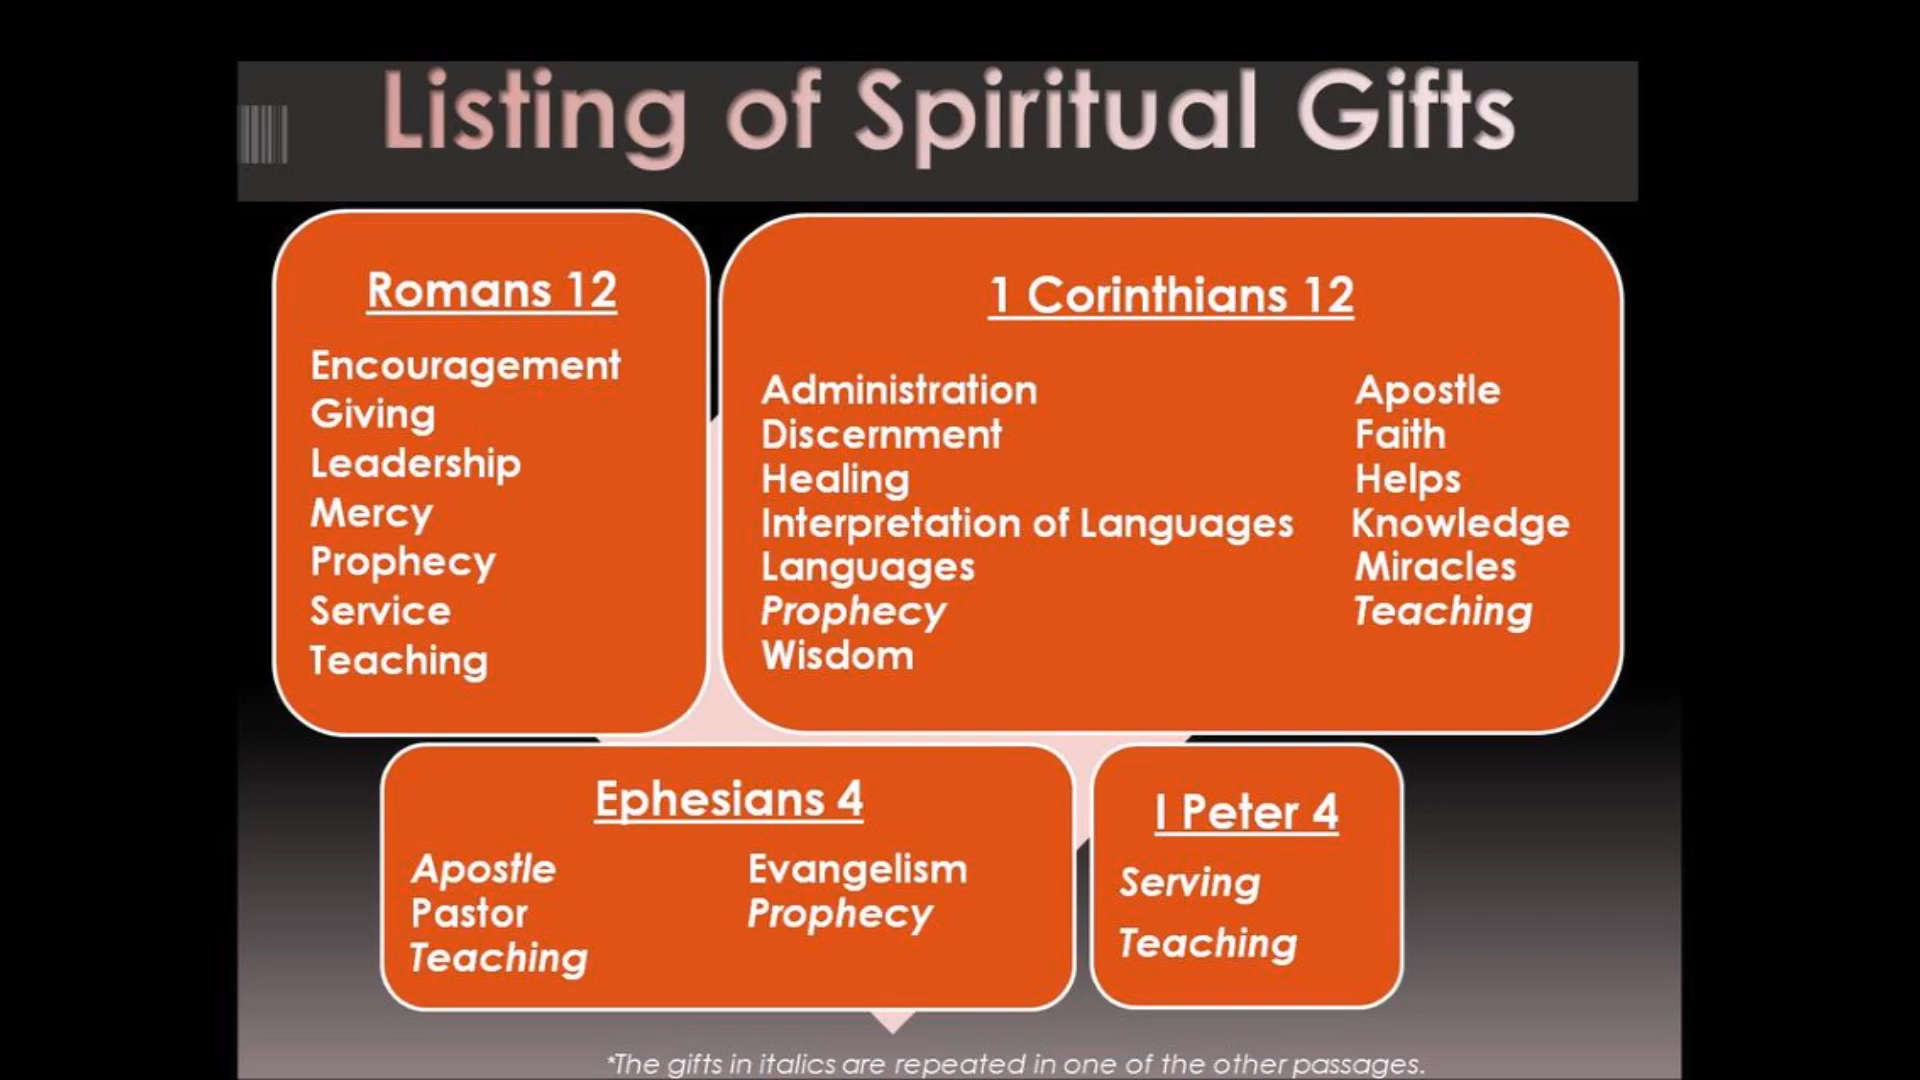 Listing of Spiritual Gifts
Romans 12
Encouragement
Giving
Leadership
Mercy
Prophecy
Service
Teaching
1 Corinthians 12
Administration
Discernment
Healing
Interpretation of Languages
Languages
Prophecy
Wisdom
Apostle
Faith
Helps
Knowledge
Miracles
Teaching
Ephesians 4
Apostle
Pastor
Teaching
Evangelism
Prophecy
I Peter 4
Serving
Teaching
*The gifts in italics are repeated in one of the other passages.